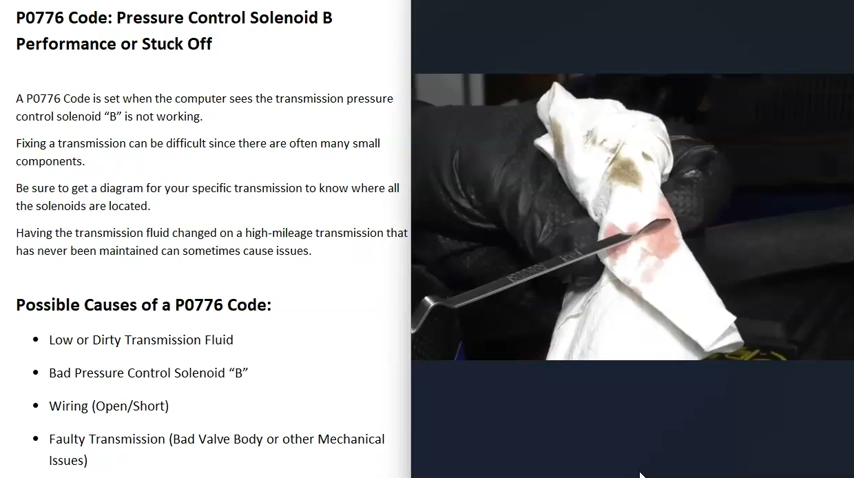 P0776 Code: Pressure Control Solenoid B
Performance or Stuck Off
A P0776 Code is set when the computer sees the transmission pressure
control solenoid “B” is not working.
Fixing a transmission can be difficult since there are often many small
components.
Be sure to get a diagram for your specific transmission to know where all
the solenoids are located.
Having the transmission fluid changed on a high-mileage transmission that
has never been maintained can sometimes cause issues.
Possible Causes of a P0776 Code:
• Low or Dirty Transmission Fluid
• Bad Pressure Control Solenoid “B”
• Wiring (Open/Short)
• Faulty Transmission (Bad Valve Body or other Mechanical
Issues)